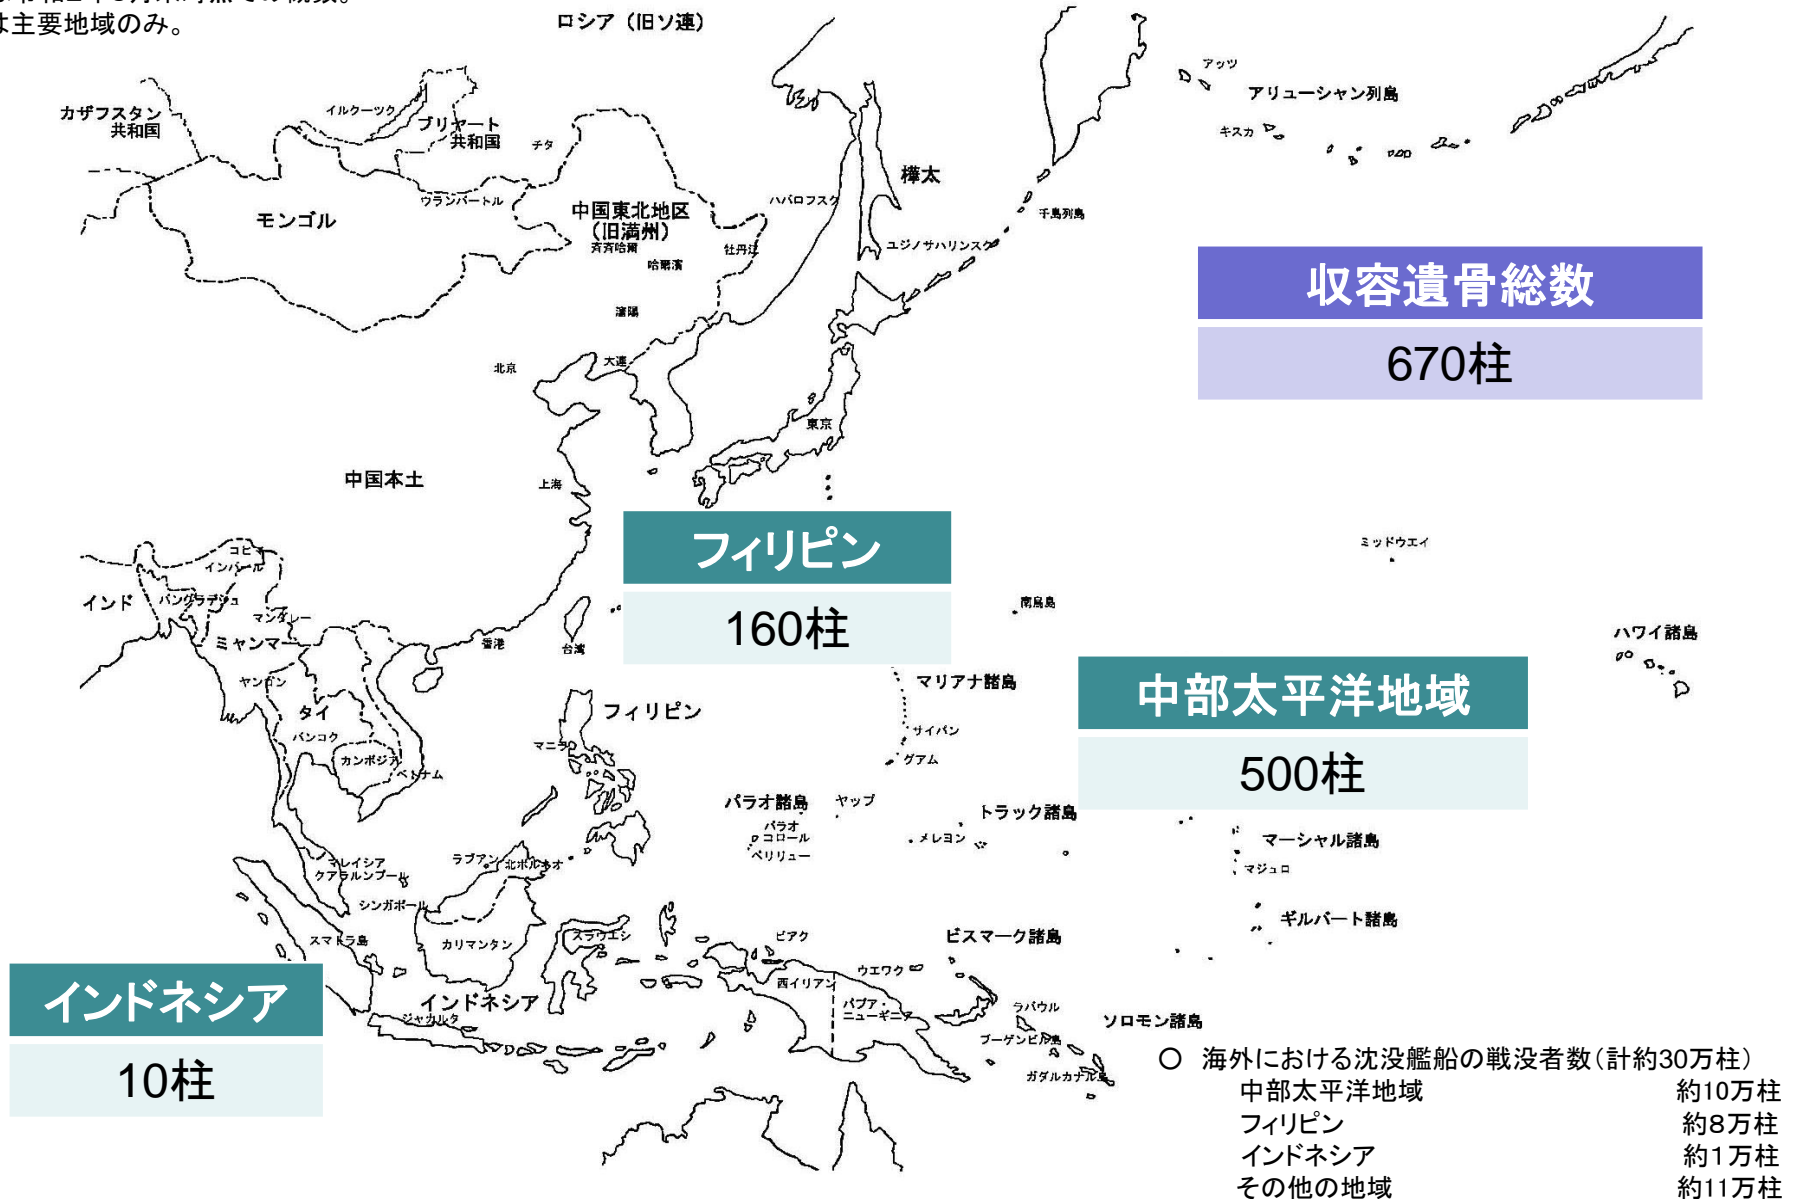 は主要地域のみ。
ロシア（旧ソ連）
アッツ
アリューシャン列島
キスカ
カザフスタン
共和国
イルクーツク
ブリヤート
共和国
チタ
樺太
ハバロフスク
ウランバートル
モンゴル
中国東北地区
（旧満州）
斉斉哈爾
哈爾濱
牡丹江
千島列島
ユジノサハリンスク
収容遺骨総数
670柱
瀋陽
北京
大連
東京
中国本土
上海
フィリピン
160柱
ミッドウエイ
コヒマ
インパール
インド
バングラデシュ
マンダレー
ミャンマー
香港
台湾
南鳥島
ハワイ諸島
ヤンゴン
タイ
バンコク
カンボジア
ベトナム
フィリピン
マニラ
マリアナ諸島
サイパン
グアム
中部太平洋地域
500柱
パラオ諸島
ヤップ
パラオ
コロール
ペリリュー
トラック諸島
メレヨン
マーシャル諸島
マジュロ
ギルバート諸島
マレイシア
クアラルンプール
ラブアン
北ボルネオ
シンガポール
スマトラ島
カリマンタン
スラウエシ
ビアク
ビスマーク諸島
ウエワク
西イリアン
パプア・
ニューギニア
ラバウル
ソロモン諸島
ブーゲンビル島
ガダルカナル島
インドネシア
ジャカルタ
インドネシア
10柱
○ 海外における沈没艦船の戦没者数（計約30万柱）
中部太平洋地域 約10万柱
フィリピン 約8万柱
インドネシア 約1万柱
その他の地域 約11万柱